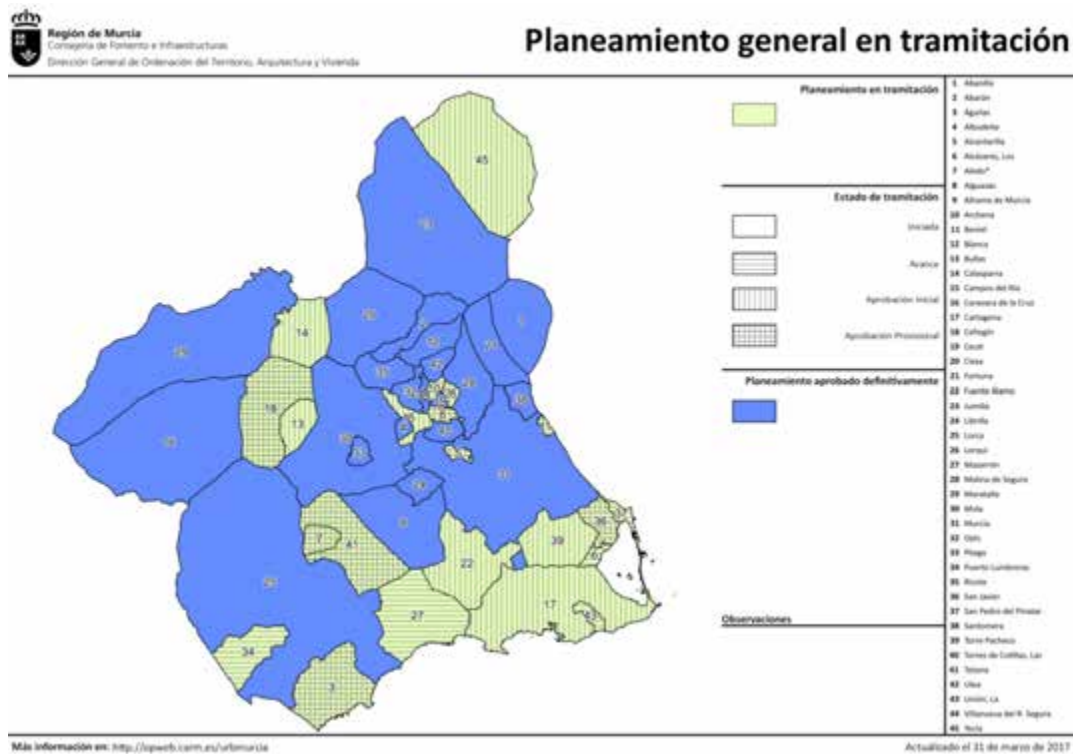 Región de Murcia
Consejería de Fomento e Infraestructuras
Dirección General de Ordenación del Territorio, Arquitectura y Vivienda
Planeamiento general en tramitación
Planeamiento en tramitación
Estado de tramitación
Iniciada
Avance
Aprobación Inicial
Aprobación Provisional
Planeamiento aprobado definitivamente
Observaciones
1 Abanilla
2 Abarán
3 Águilas
4 Albudeite
5 Alcantarilla
6 Alcázares, Los
7 Aledo*
8 Alguazas
9 Alhama de Murcia
10 Archena
11 Beniel
12 Blanca
13 Bullas
14 Calasparra
15 Campos del Río
16 Caravaca de la Cruz
17 Cartagena
18 Cehegín
19 Ceutí
20 Cieza
21 Fortuna
22 Fuente Álamo
23 Jumilla
24 Librilla
25 Lorca
26 Lorquí
27 Mazarrón
28 Molina de Segura
29 Moratalla
30 Mula
31 Murcia
32 Ojós
33 Pliego
34 Puerto Lumbreras
35 Ricote
36 San Javier
37 San Pedro del Pinatar
38 Santomera
39 Torre Pacheco
40 Torres de Cotillas, Las
41 Totana
42 Ulea
43 Unión, La
44 Villanueva del R. Segura
45 Yecla
45
14
13
7
41
22
39
36
17
27
34
3
Más información en: http://opweb.carm.es/urbmurcia
Actualizado el 31 de marzo de 2017